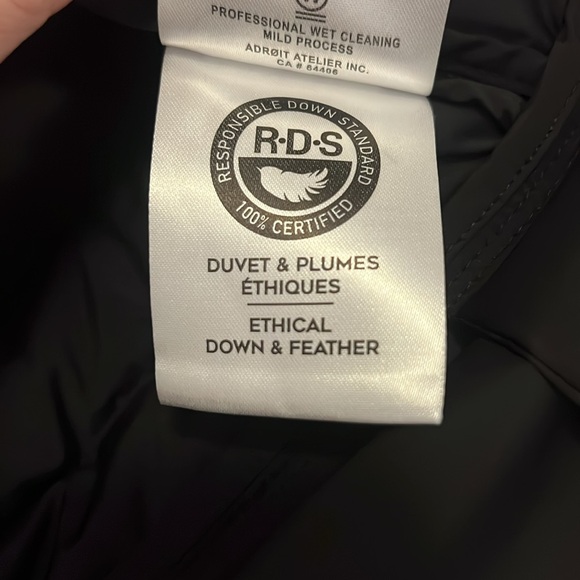 W
PROFESSIONAL WET CLEANING
MILD PROCESS
ADRØIT ATELIER INC.
CA # 64406
RESPONSIBLE DOWN STANDARD
R·D·S
100% CERTIFIED
DUVET & PLUMES
ÉTHIQUES
ETHICAL
DOWN & FEATHER